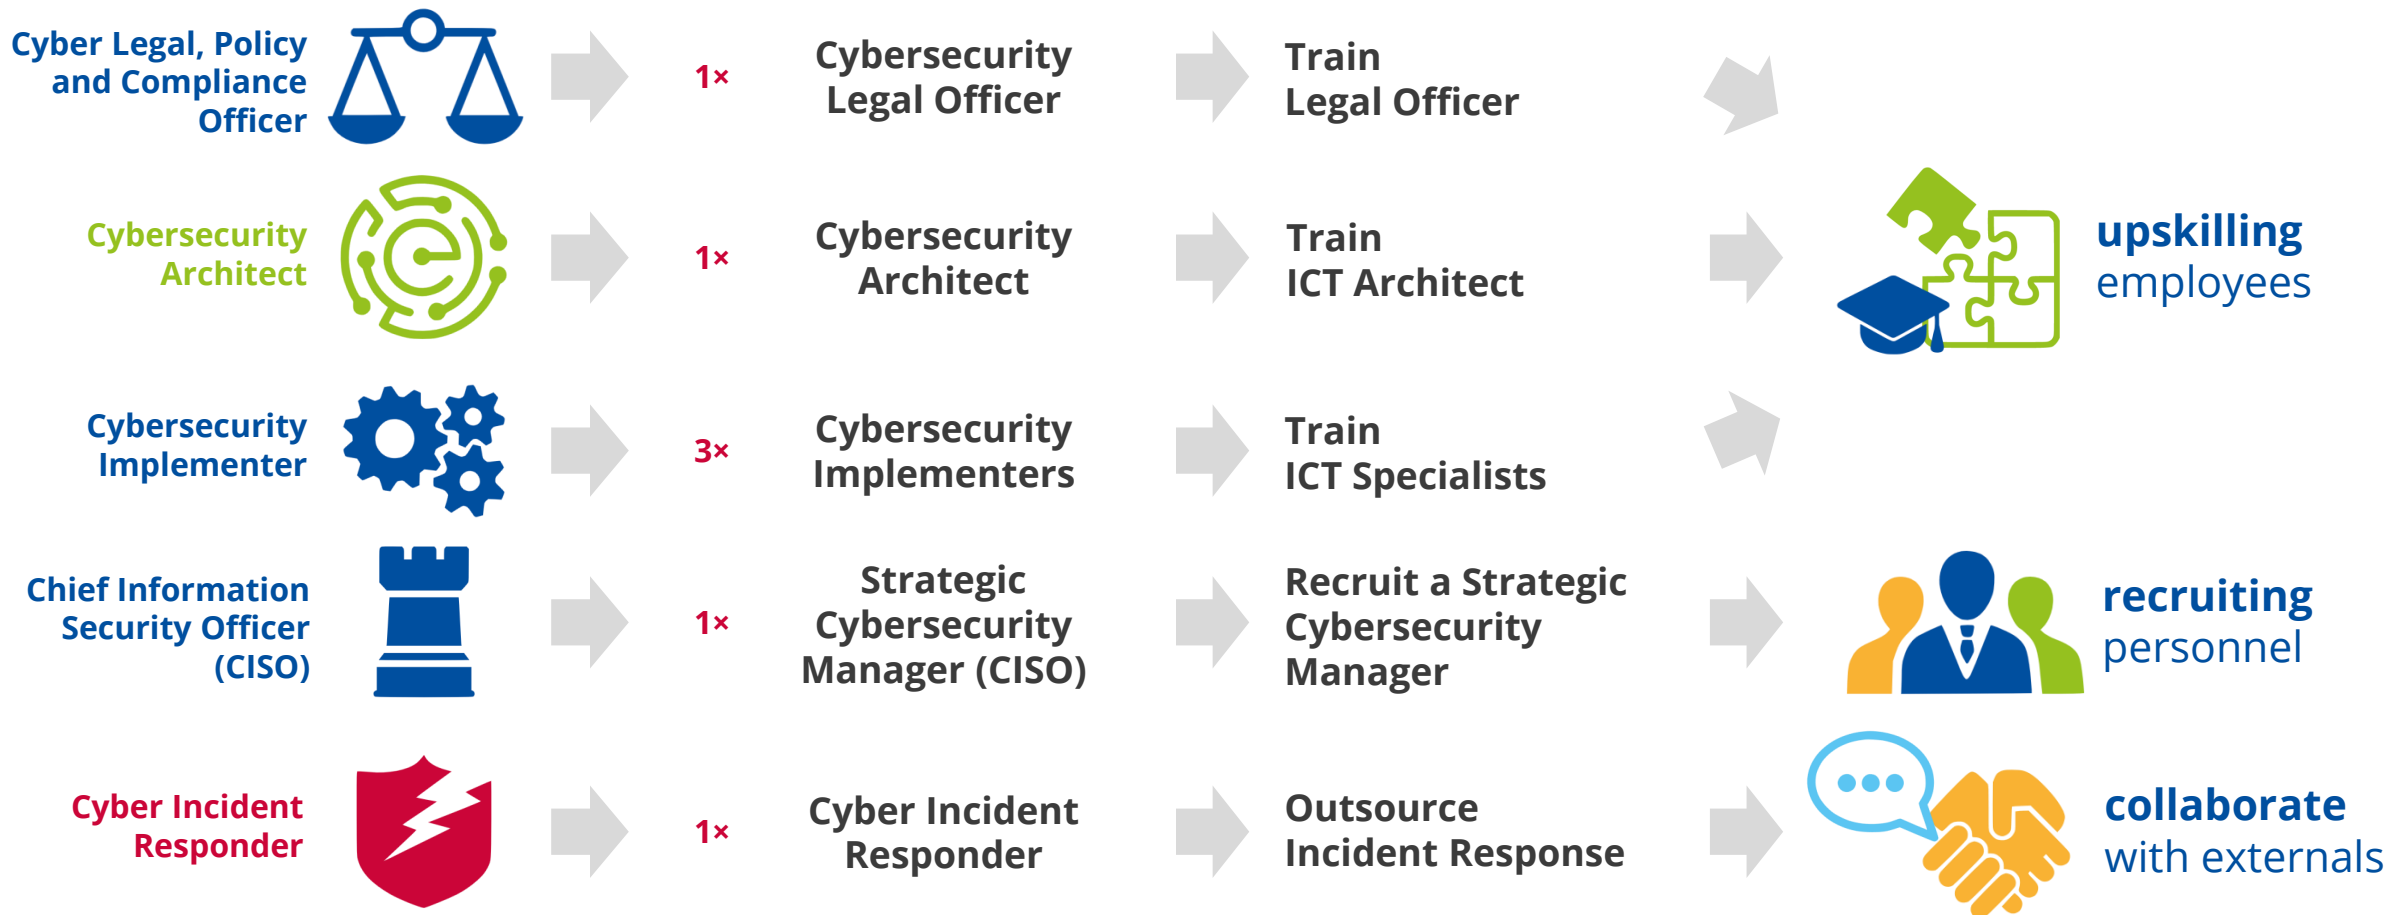 Cyber Legal, Policy
and Compliance
Officer
1×
Cybersecurity
Legal Officer
Train
Legal Officer
Cybersecurity
Architect
1×
Cybersecurity
Architect
Train
ICT Architect
upskilling
employees
Cybersecurity
Implementer
3×
Cybersecurity
Implementers
Train
ICT Specialists
Chief Information
Security Officer
(CISO)
1×
Strategic
Cybersecurity
Manager (CISO)
Recruit a Strategic
Cybersecurity
Manager
recruiting
personnel
Cyber Incident
Responder
1×
Cyber Incident
Responder
Outsource
Incident Response
collaborate
with externals